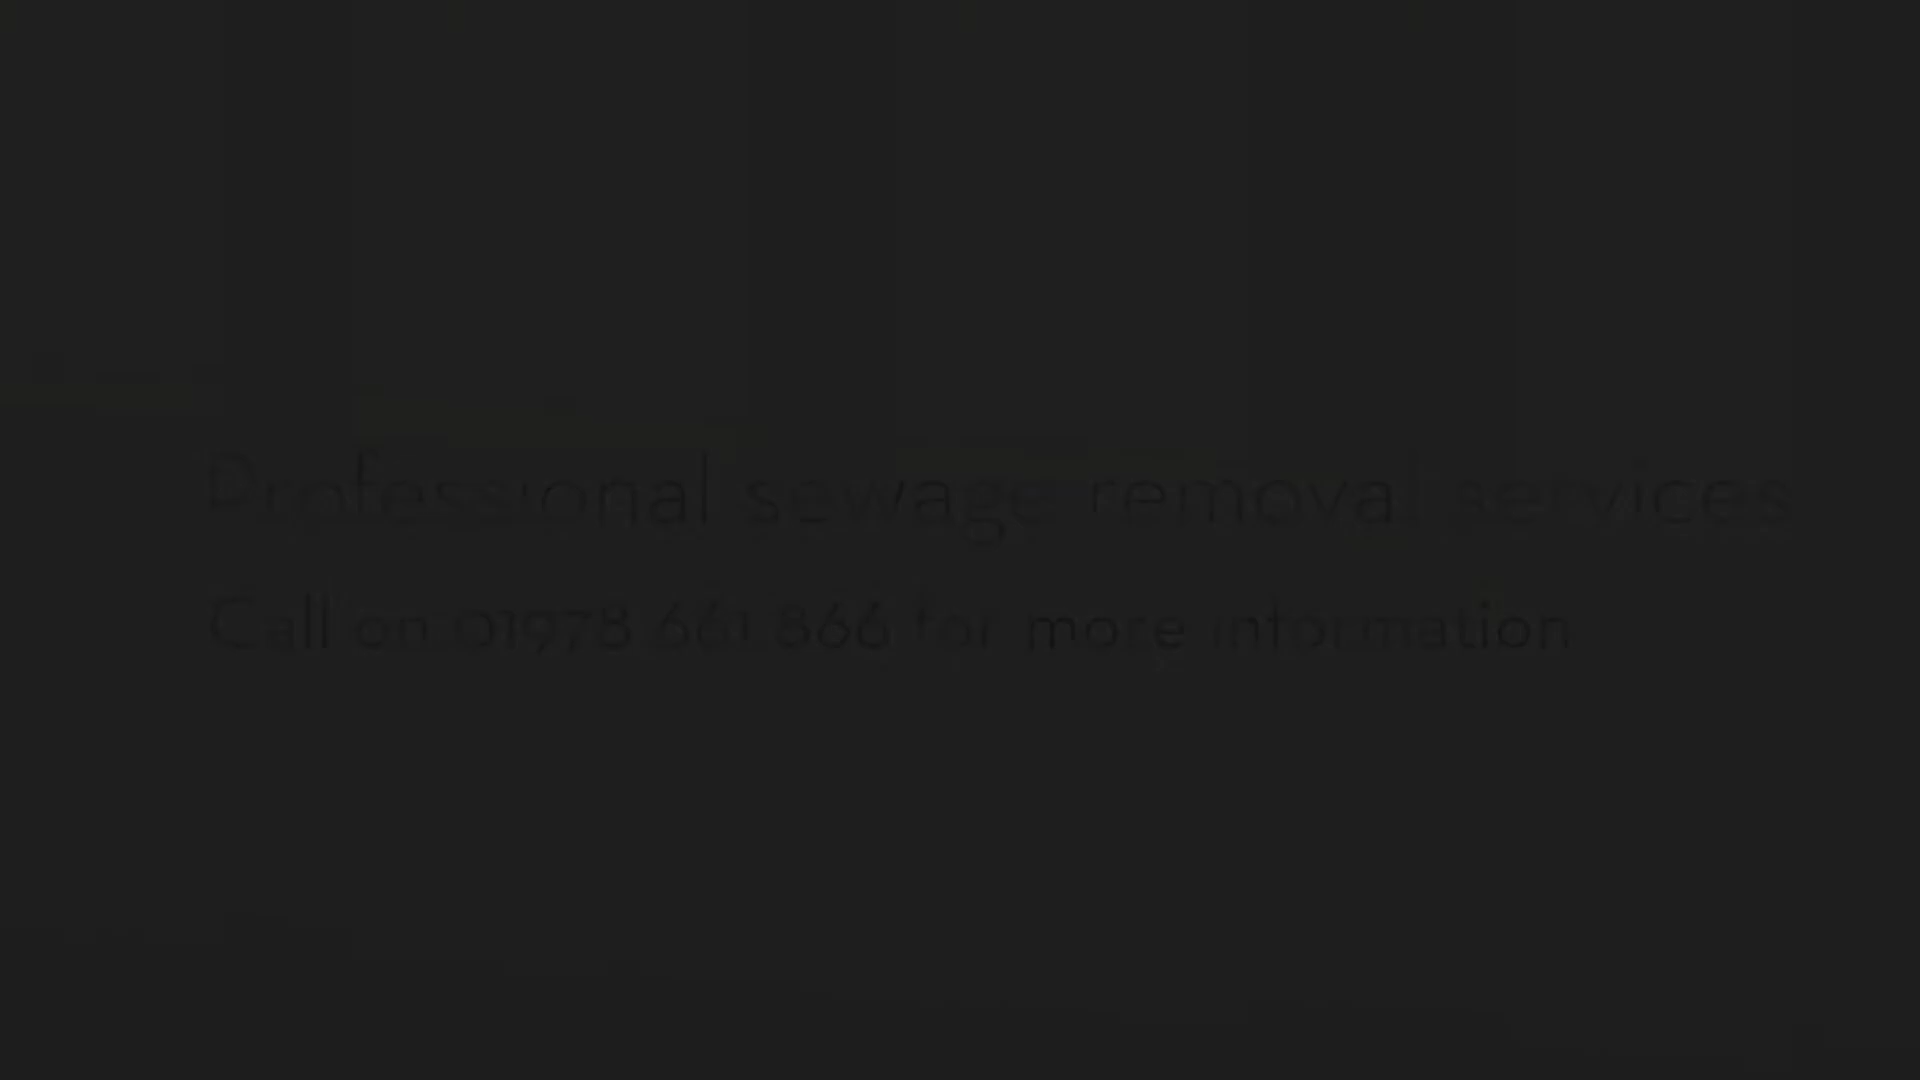 Professional sewage removal services
Call on 01978 661 866 for more information